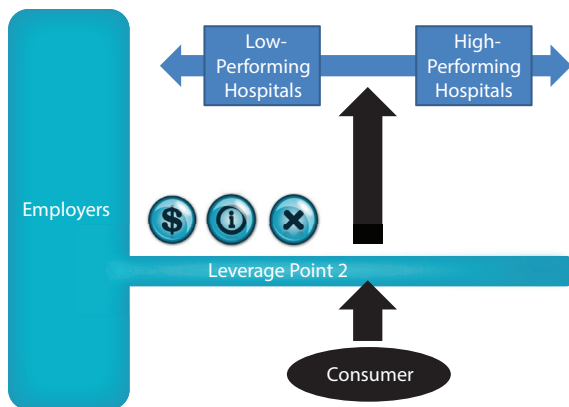 Low-
Performing
Hospitals
High-
Performing
Hospitals
Employers
$ i ×
Leverage Point 2
Consumer